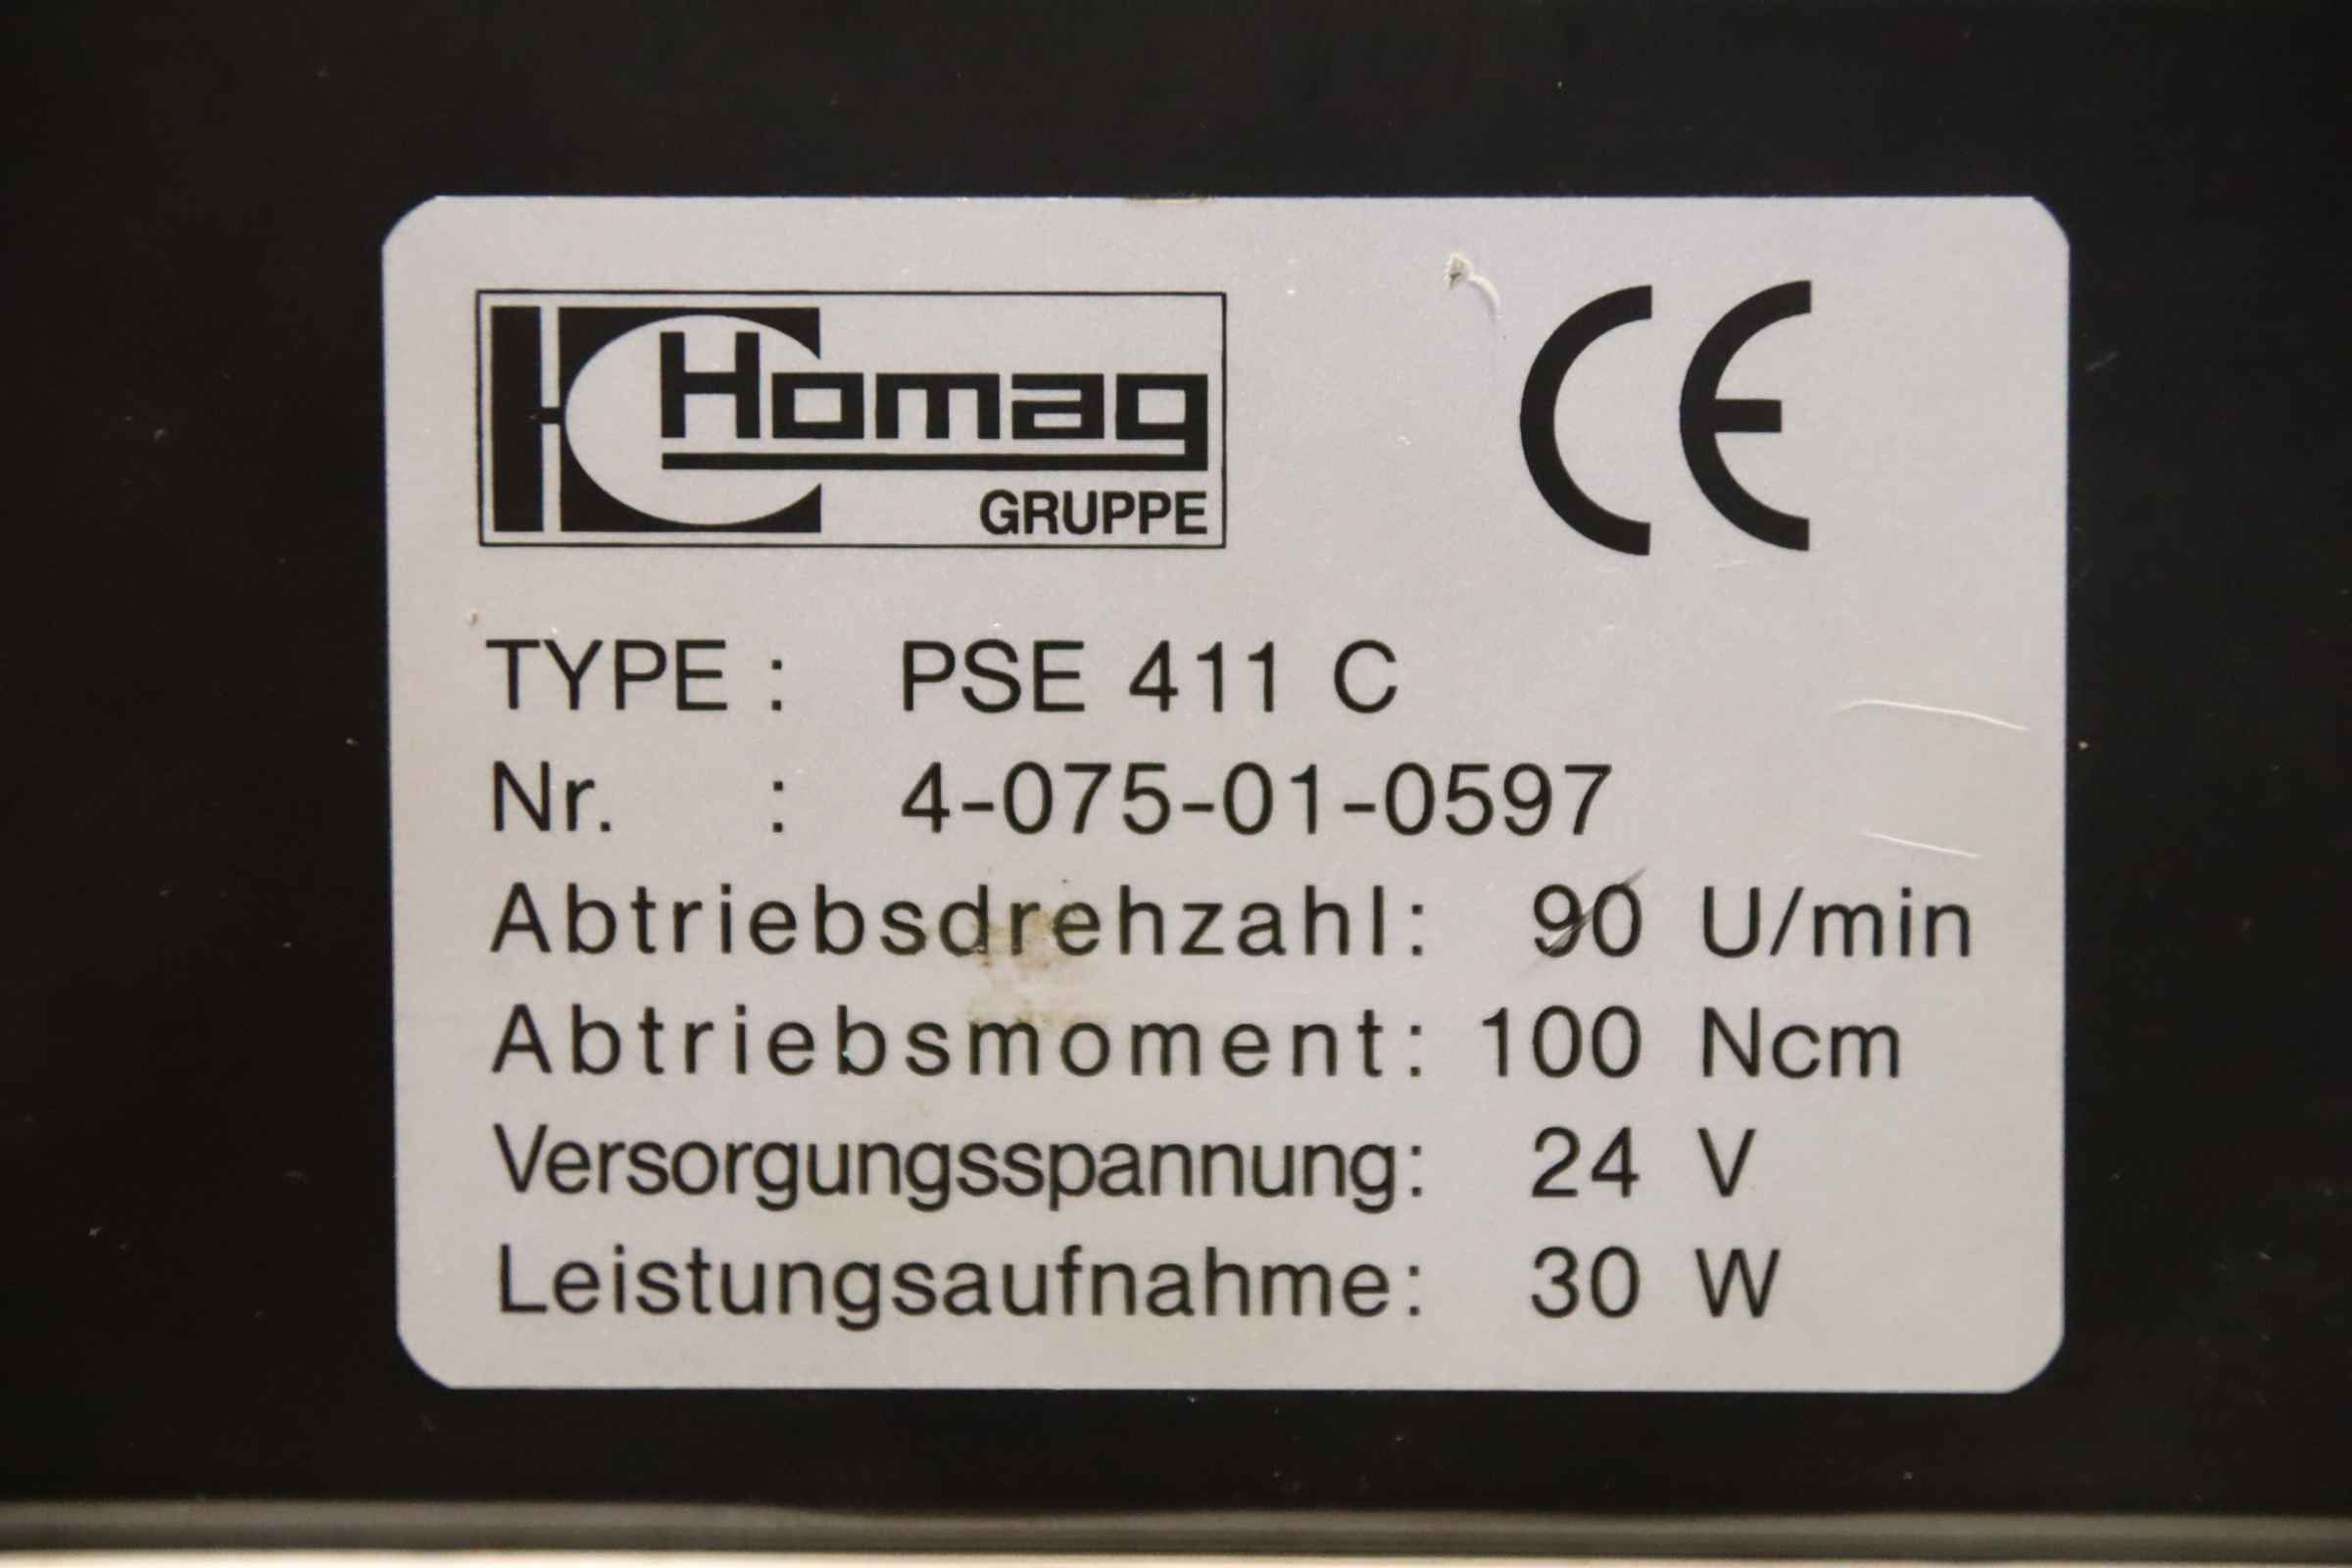 Homag
GRUPPE
CE
TYPE : PSE 411 C
Nr. : 4-075-01-0597
Abtriebsdrehzahl: 90 U/min
Abtriebsmoment: 100 Ncm
Versorgungsspannung: 24 V
Leistungsaufnahme: 30 W